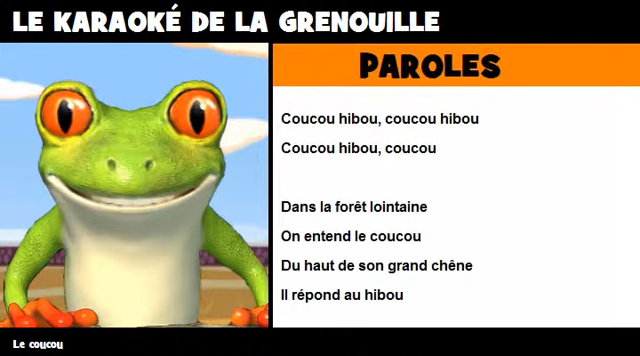 LE KARAOKÉ DE LA GRENOUILLE
PAROLES
Coucou hibou, coucou hibou
Coucou hibou, coucou
Dans la forêt lointaine
On entend le coucou
Du haut de son grand chêne
Il répond au hibou
Le coucou